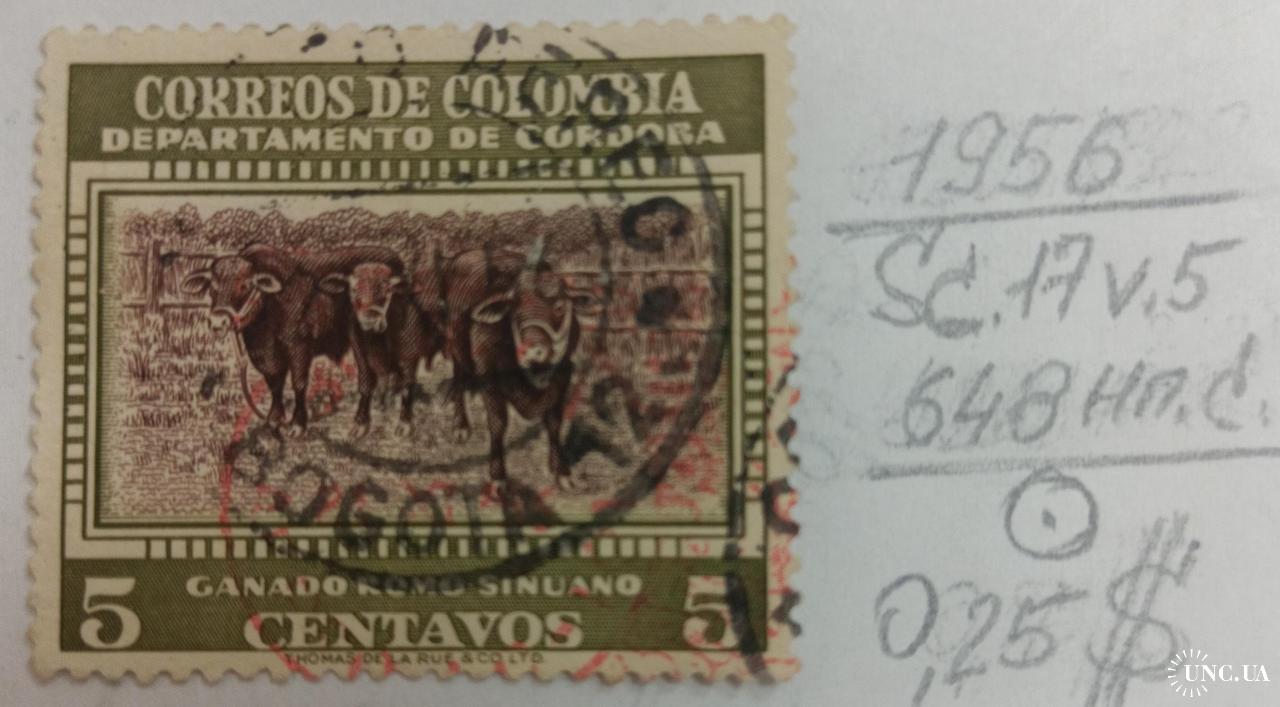 CORREOS DE COLOMBIA
DEPARTAMENTO DE CORDOBA
GANADO ROMO-SINUANO
5 CENTAVOS 5
THOMAS DE LA RUE & CO. LTD.
BOGOTA
1956
Sc. 17 v. 5
648 нп. с.
0,25 $
UNC.UA